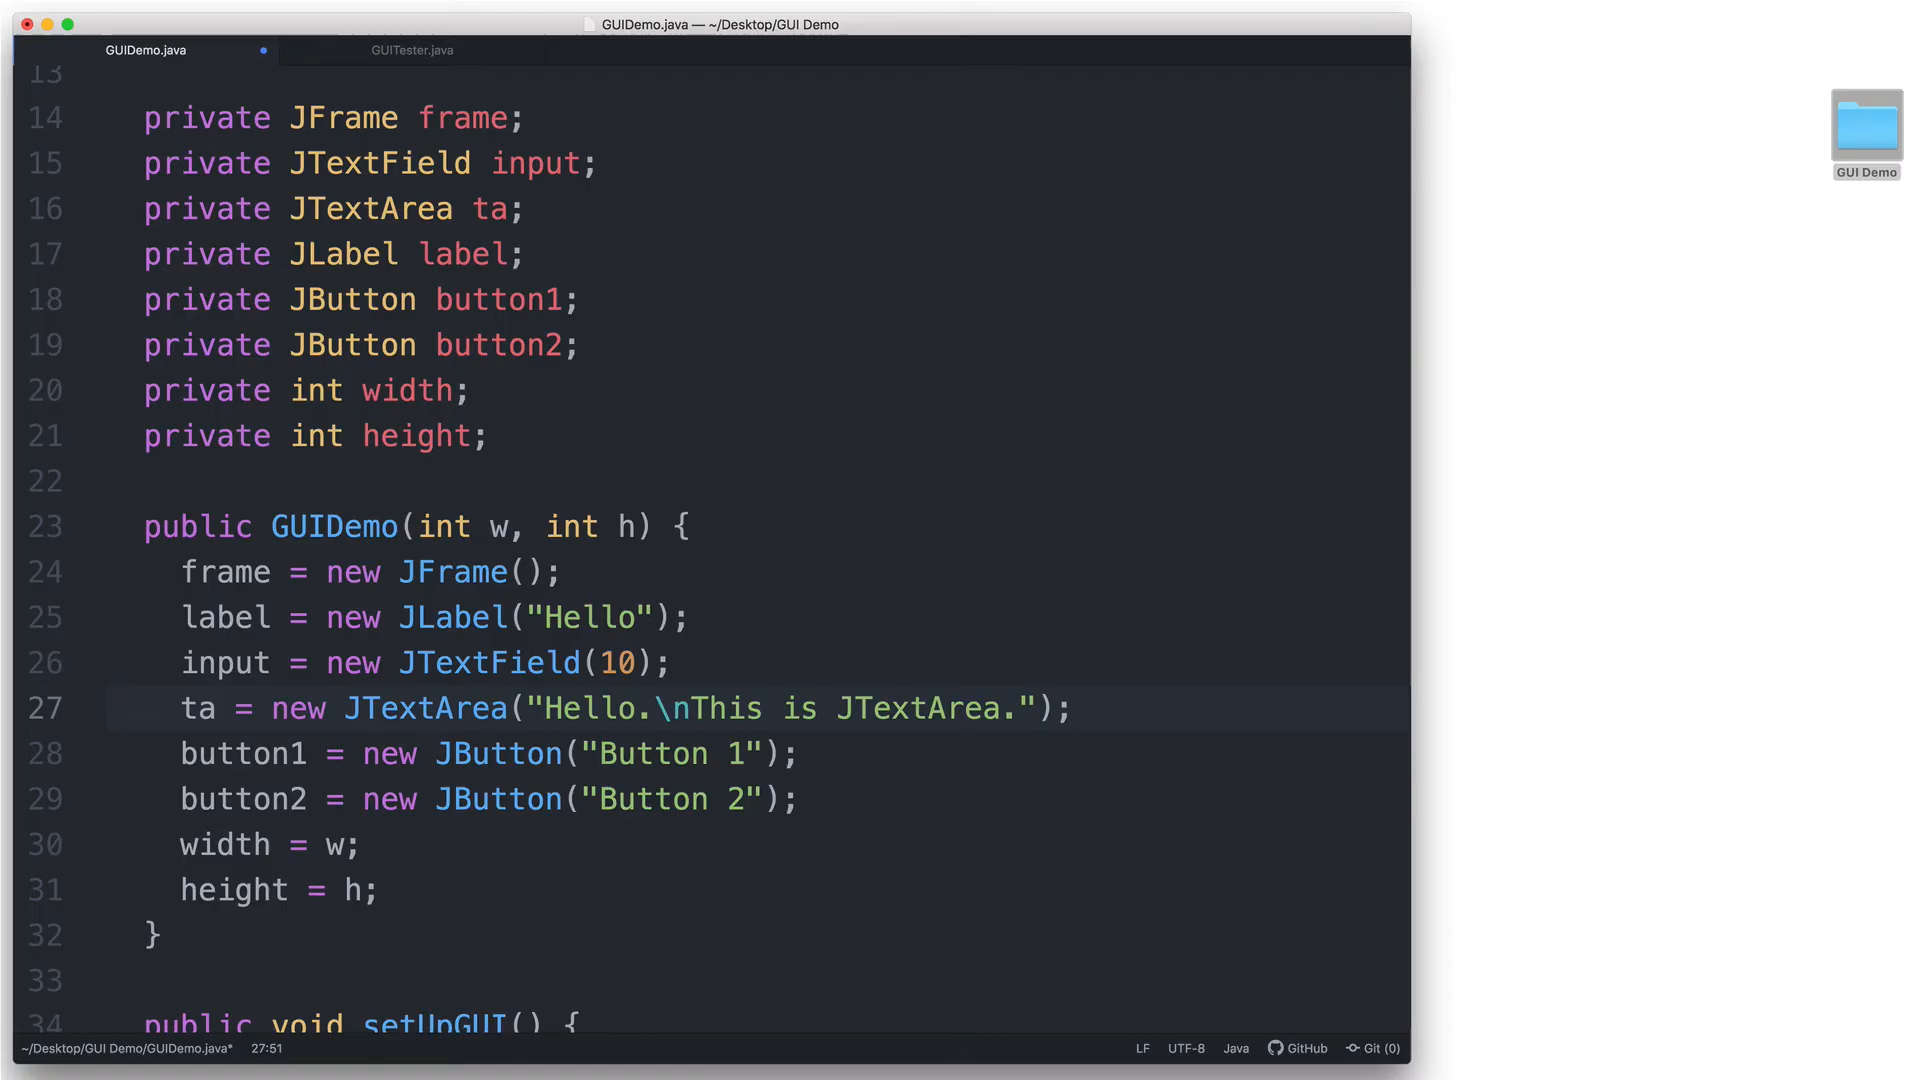 GUIDemo.java — ~/Desktop/GUI Demo
GUIDemo.java GUITester.java
13
14 private JFrame frame;
15 private JTextField input;
16 private JTextArea ta;
17 private JLabel label;
18 private JButton button1;
19 private JButton button2;
20 private int width;
21 private int height;
22
23 public GUIDemo(int w, int h) {
24 frame = new JFrame();
25 label = new JLabel("Hello");
26 input = new JTextField(10);
27 ta = new JTextArea("Hello.\nThis is JTextArea.");
28 button1 = new JButton("Button 1");
29 button2 = new JButton("Button 2");
30 width = w;
31 height = h;
32 }
33
34 public void setUpGUI() {
~/Desktop/GUI Demo/GUIDemo.java* 27:51 LF UTF-8 Java GitHub Git (0)
GUI Demo